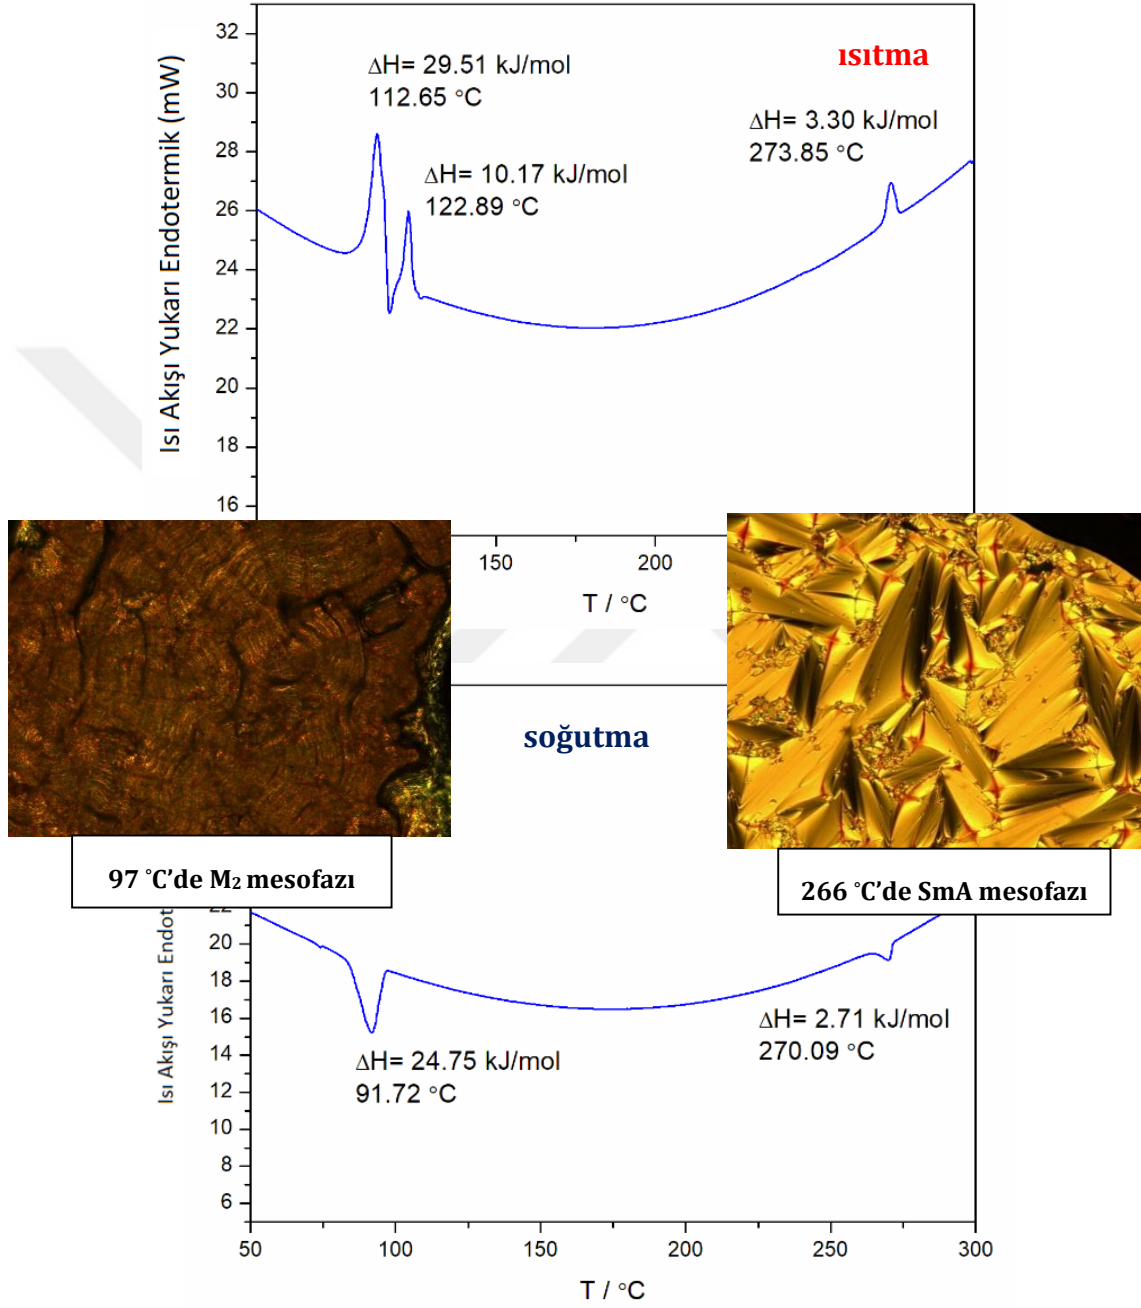 32
30
28
26
24
22
20
18
16
Isı Akışı Yukarı Endotermik (mW)
ısıtma
ΔH= 29.51 kJ/mol
112.65 °C
ΔH= 10.17 kJ/mol
122.89 °C
ΔH= 3.30 kJ/mol
273.85 °C
150
200
300
T / °C
soğutma
97 °C’de M₂ mesofazı
266 °C’de SmA mesofazı
Isı Akışı Yukarı Endot
22
20
18
16
14
12
10
8
6
ΔH= 24.75 kJ/mol
91.72 °C
ΔH= 2.71 kJ/mol
270.09 °C
50
100
150
200
250
300
T / °C